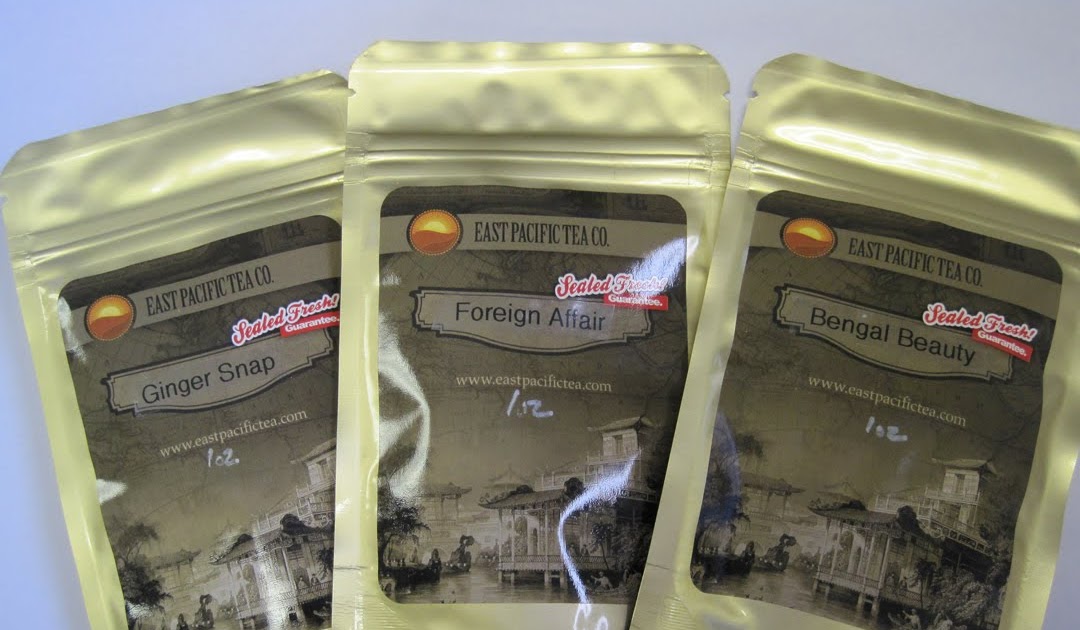 EAST PACIFIC TEA CO.
Sealed Fresh!
Guarantee.
Ginger Snap
www.eastpacifictea.com
1oz.
EAST PACIFIC TEA CO.
Sealed Fresh!
Guarantee.
Foreign Affair
www.eastpacifictea.com
1oz
EAST PACIFIC TEA CO.
Sealed Fresh!
Guarantee.
Bengal Beauty
www.eastpacifictea.com
1oz